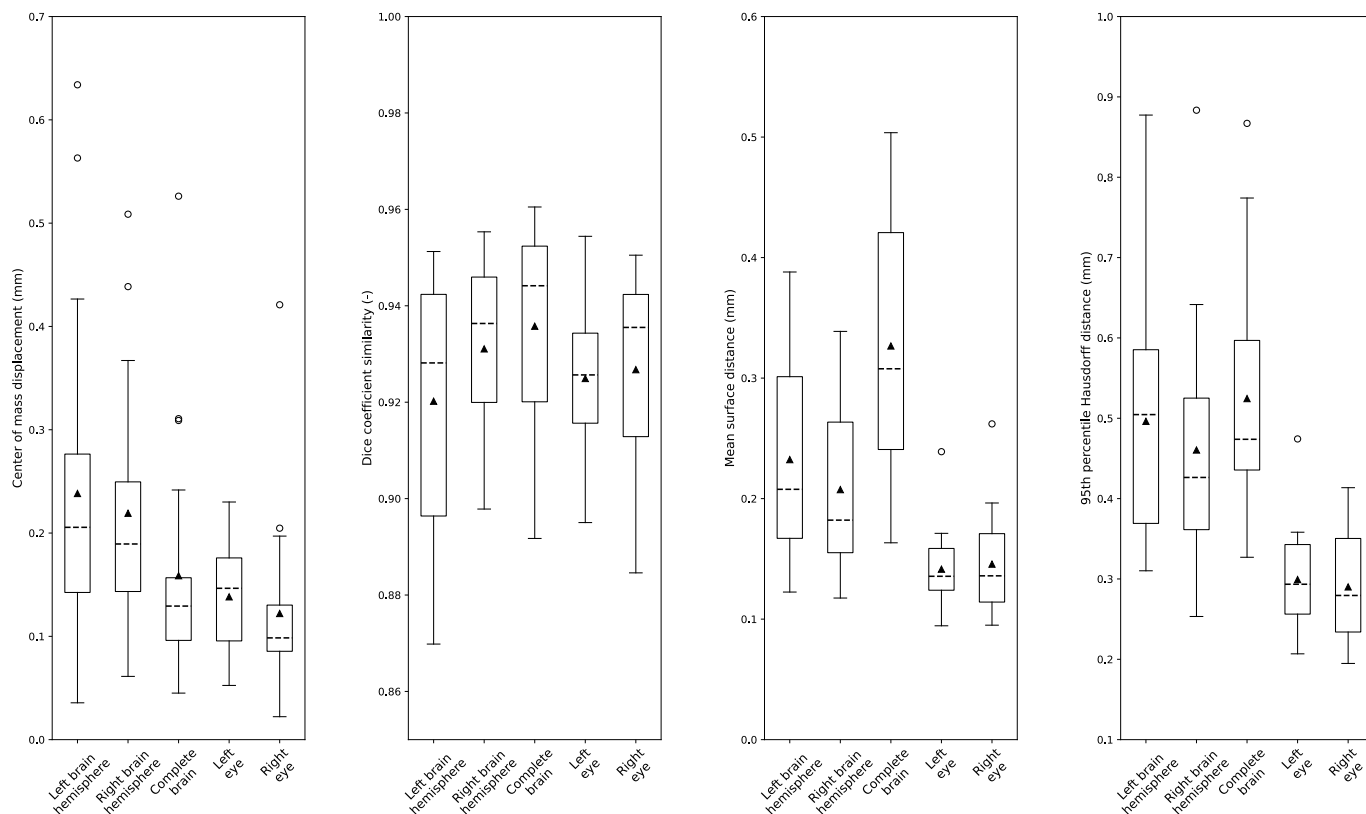 Center of mass displacement (mm)
0.7
0.6
0.5
0.4
0.3
0.2
0.1
0.0
Left brain
hemisphere
Right brain
hemisphere
Complete
brain
Left
eye
Right
eye
Dice coefficient similarity (-)
1.00
0.98
0.96
0.94
0.92
0.90
0.88
0.86
Left brain
hemisphere
Right brain
hemisphere
Complete
brain
Left
eye
Right
eye
Mean surface distance (mm)
0.6
0.5
0.4
0.3
0.2
0.1
0.0
Left brain
hemisphere
Right brain
hemisphere
Complete
brain
Left
eye
Right
eye
95th percentile Hausdorff distance (mm)
1.0
0.9
0.8
0.7
0.6
0.5
0.4
0.3
0.2
0.1
Left brain
hemisphere
Right brain
hemisphere
Complete
brain
Left
eye
Right
eye